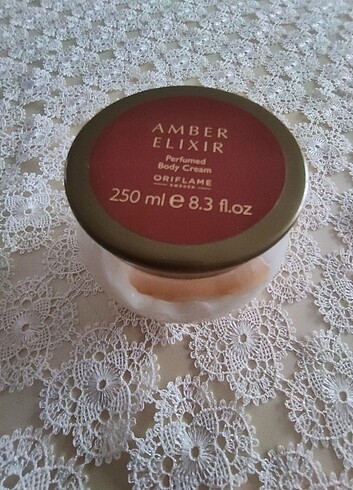 AMBER
ELIXIR
Perfumed
Body Cream
ORIFLAME
SWEDEN
250 ml e 8.3 fl.oz